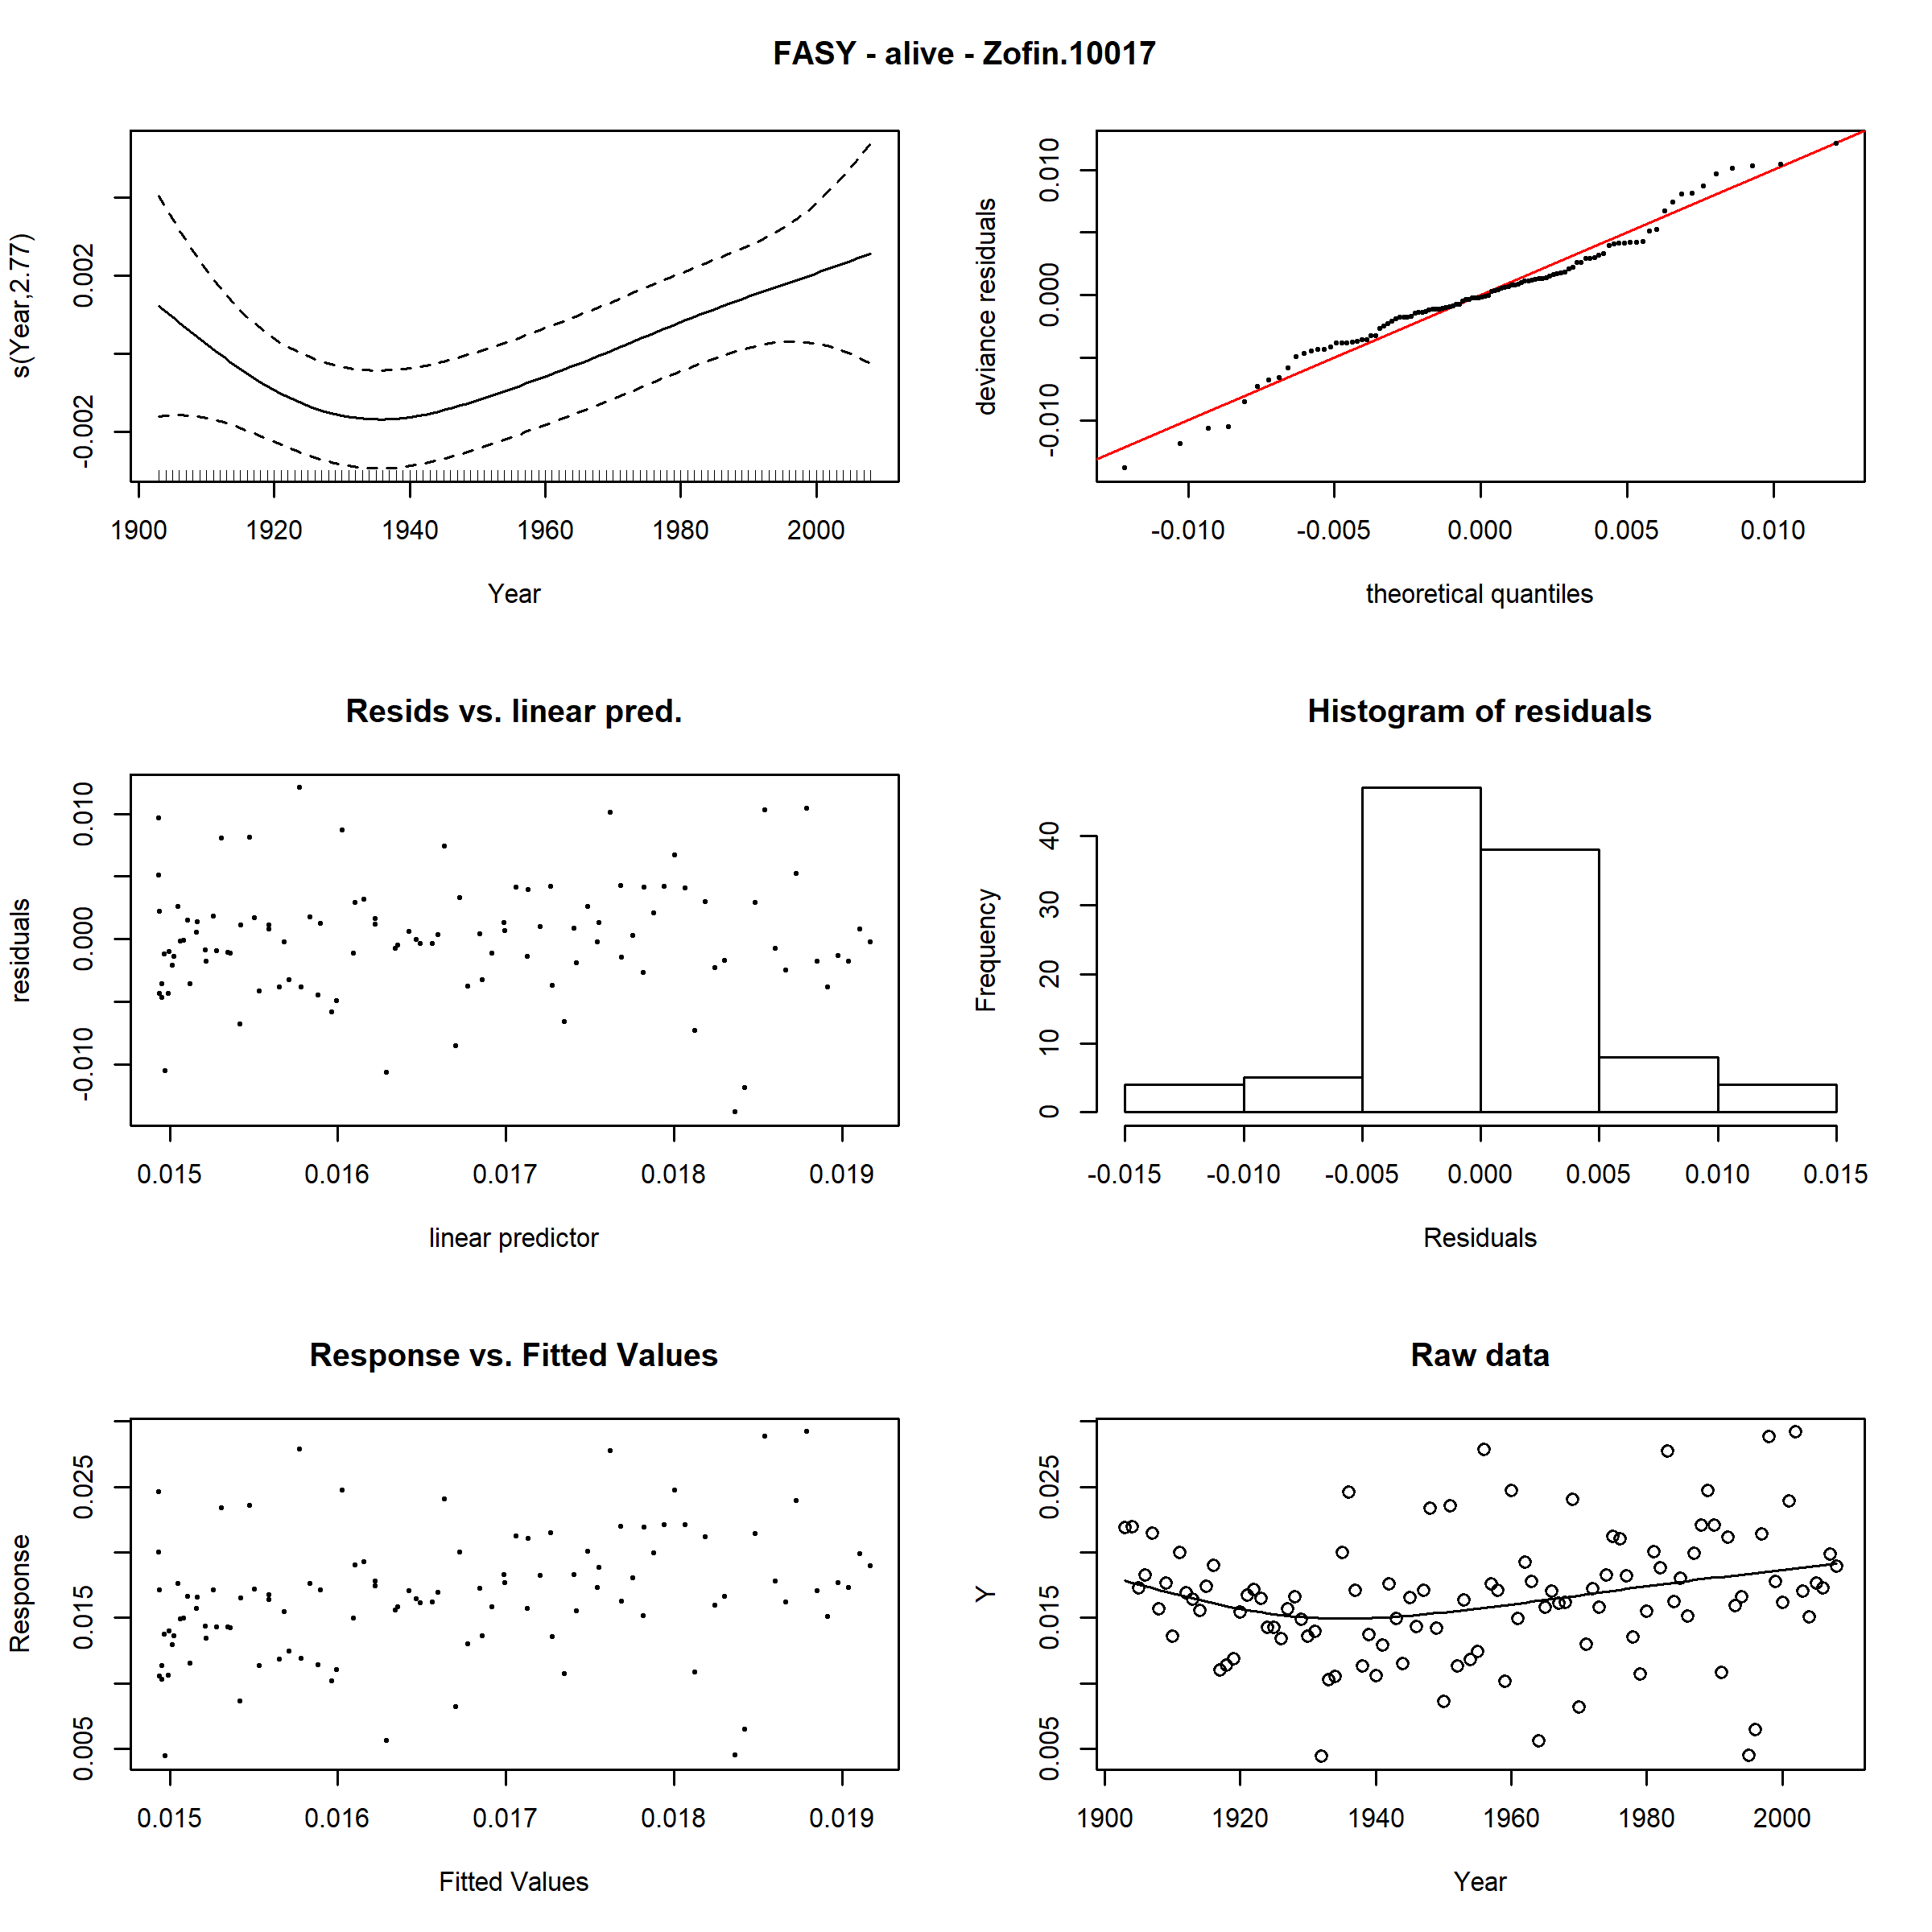 FASY - alive - Zofin.10017
s(Year,2.77)
0.002
-0.002
1900 1920 1940 1960 1980 2000
Year
deviance residuals
0.010
0.000
-0.010
-0.010 -0.005 0.000 0.005 0.010
theoretical quantiles
Resids vs. linear pred.
residuals
0.010
0.000
-0.010
0.015 0.016 0.017 0.018 0.019
linear predictor
Histogram of residuals
Frequency
40
30
20
10
0
-0.015 -0.010 -0.005 0.000 0.005 0.010 0.015
Residuals
Response vs. Fitted Values
Response
0.025
0.015
0.005
0.015 0.016 0.017 0.018 0.019
Fitted Values
Raw data
Y
0.025
0.015
0.005
1900 1920 1940 1960 1980 2000
Year